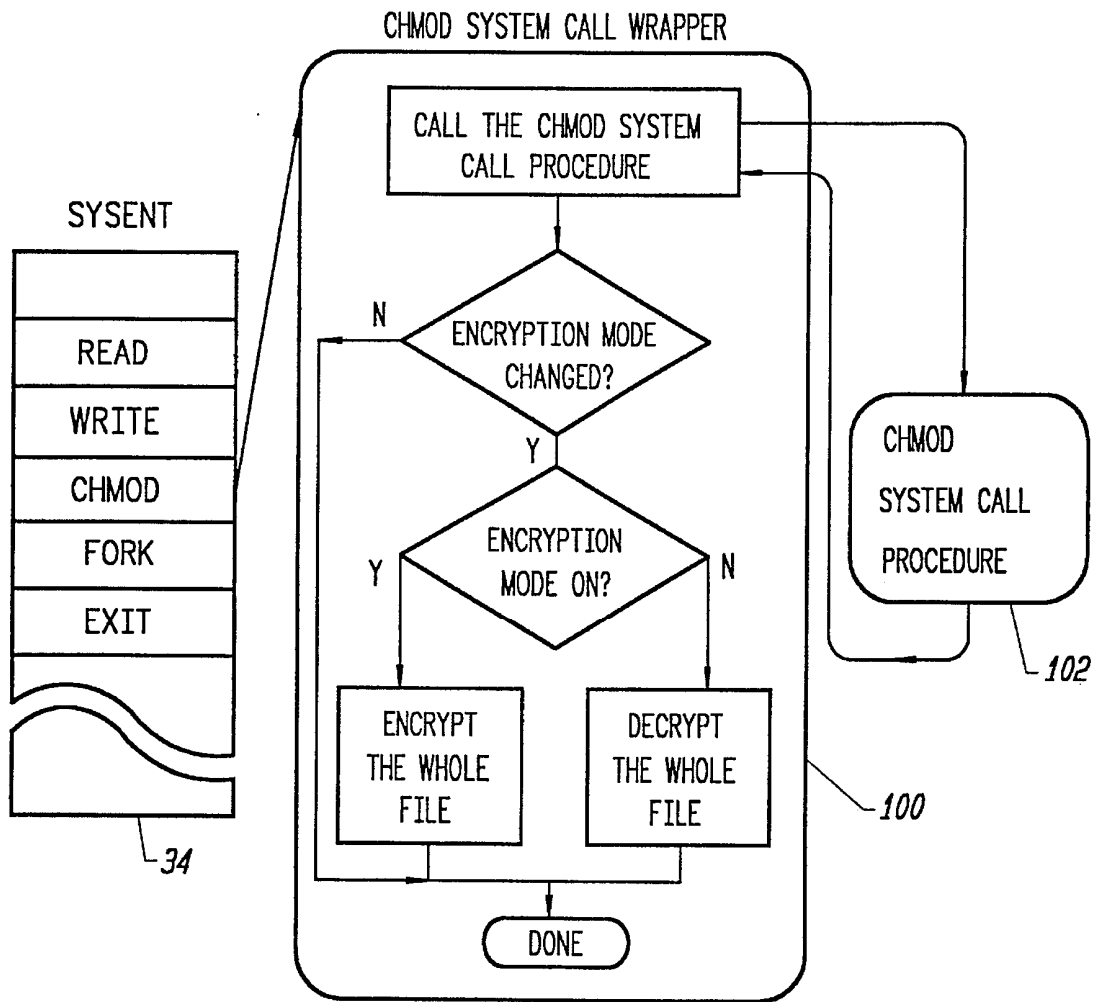 CHMOD SYSTEM CALL WRAPPER
CALL THE CHMOD SYSTEM
CALL PROCEDURE
SYSENT
READ
WRITE
CHMOD
FORK
EXIT
34
N
ENCRYPTION MODE
CHANGED?
Y
ENCRYPTION
MODE ON?
Y
N
ENCRYPT
THE WHOLE
FILE
DECRYPT
THE WHOLE
FILE
DONE
100
CHMOD
SYSTEM CALL
PROCEDURE
102